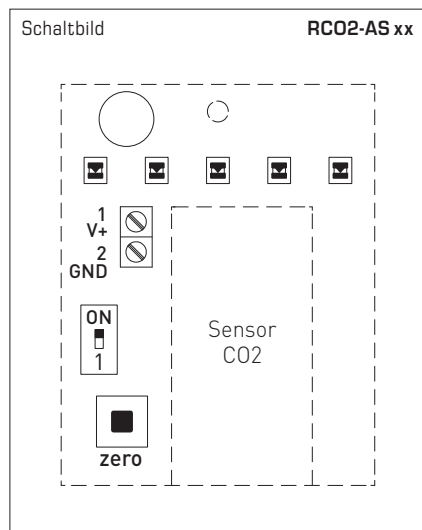 Schaltbild RCO2-AS xx
1
V+
2
GND
ON
1
Sensor
CO2
zero